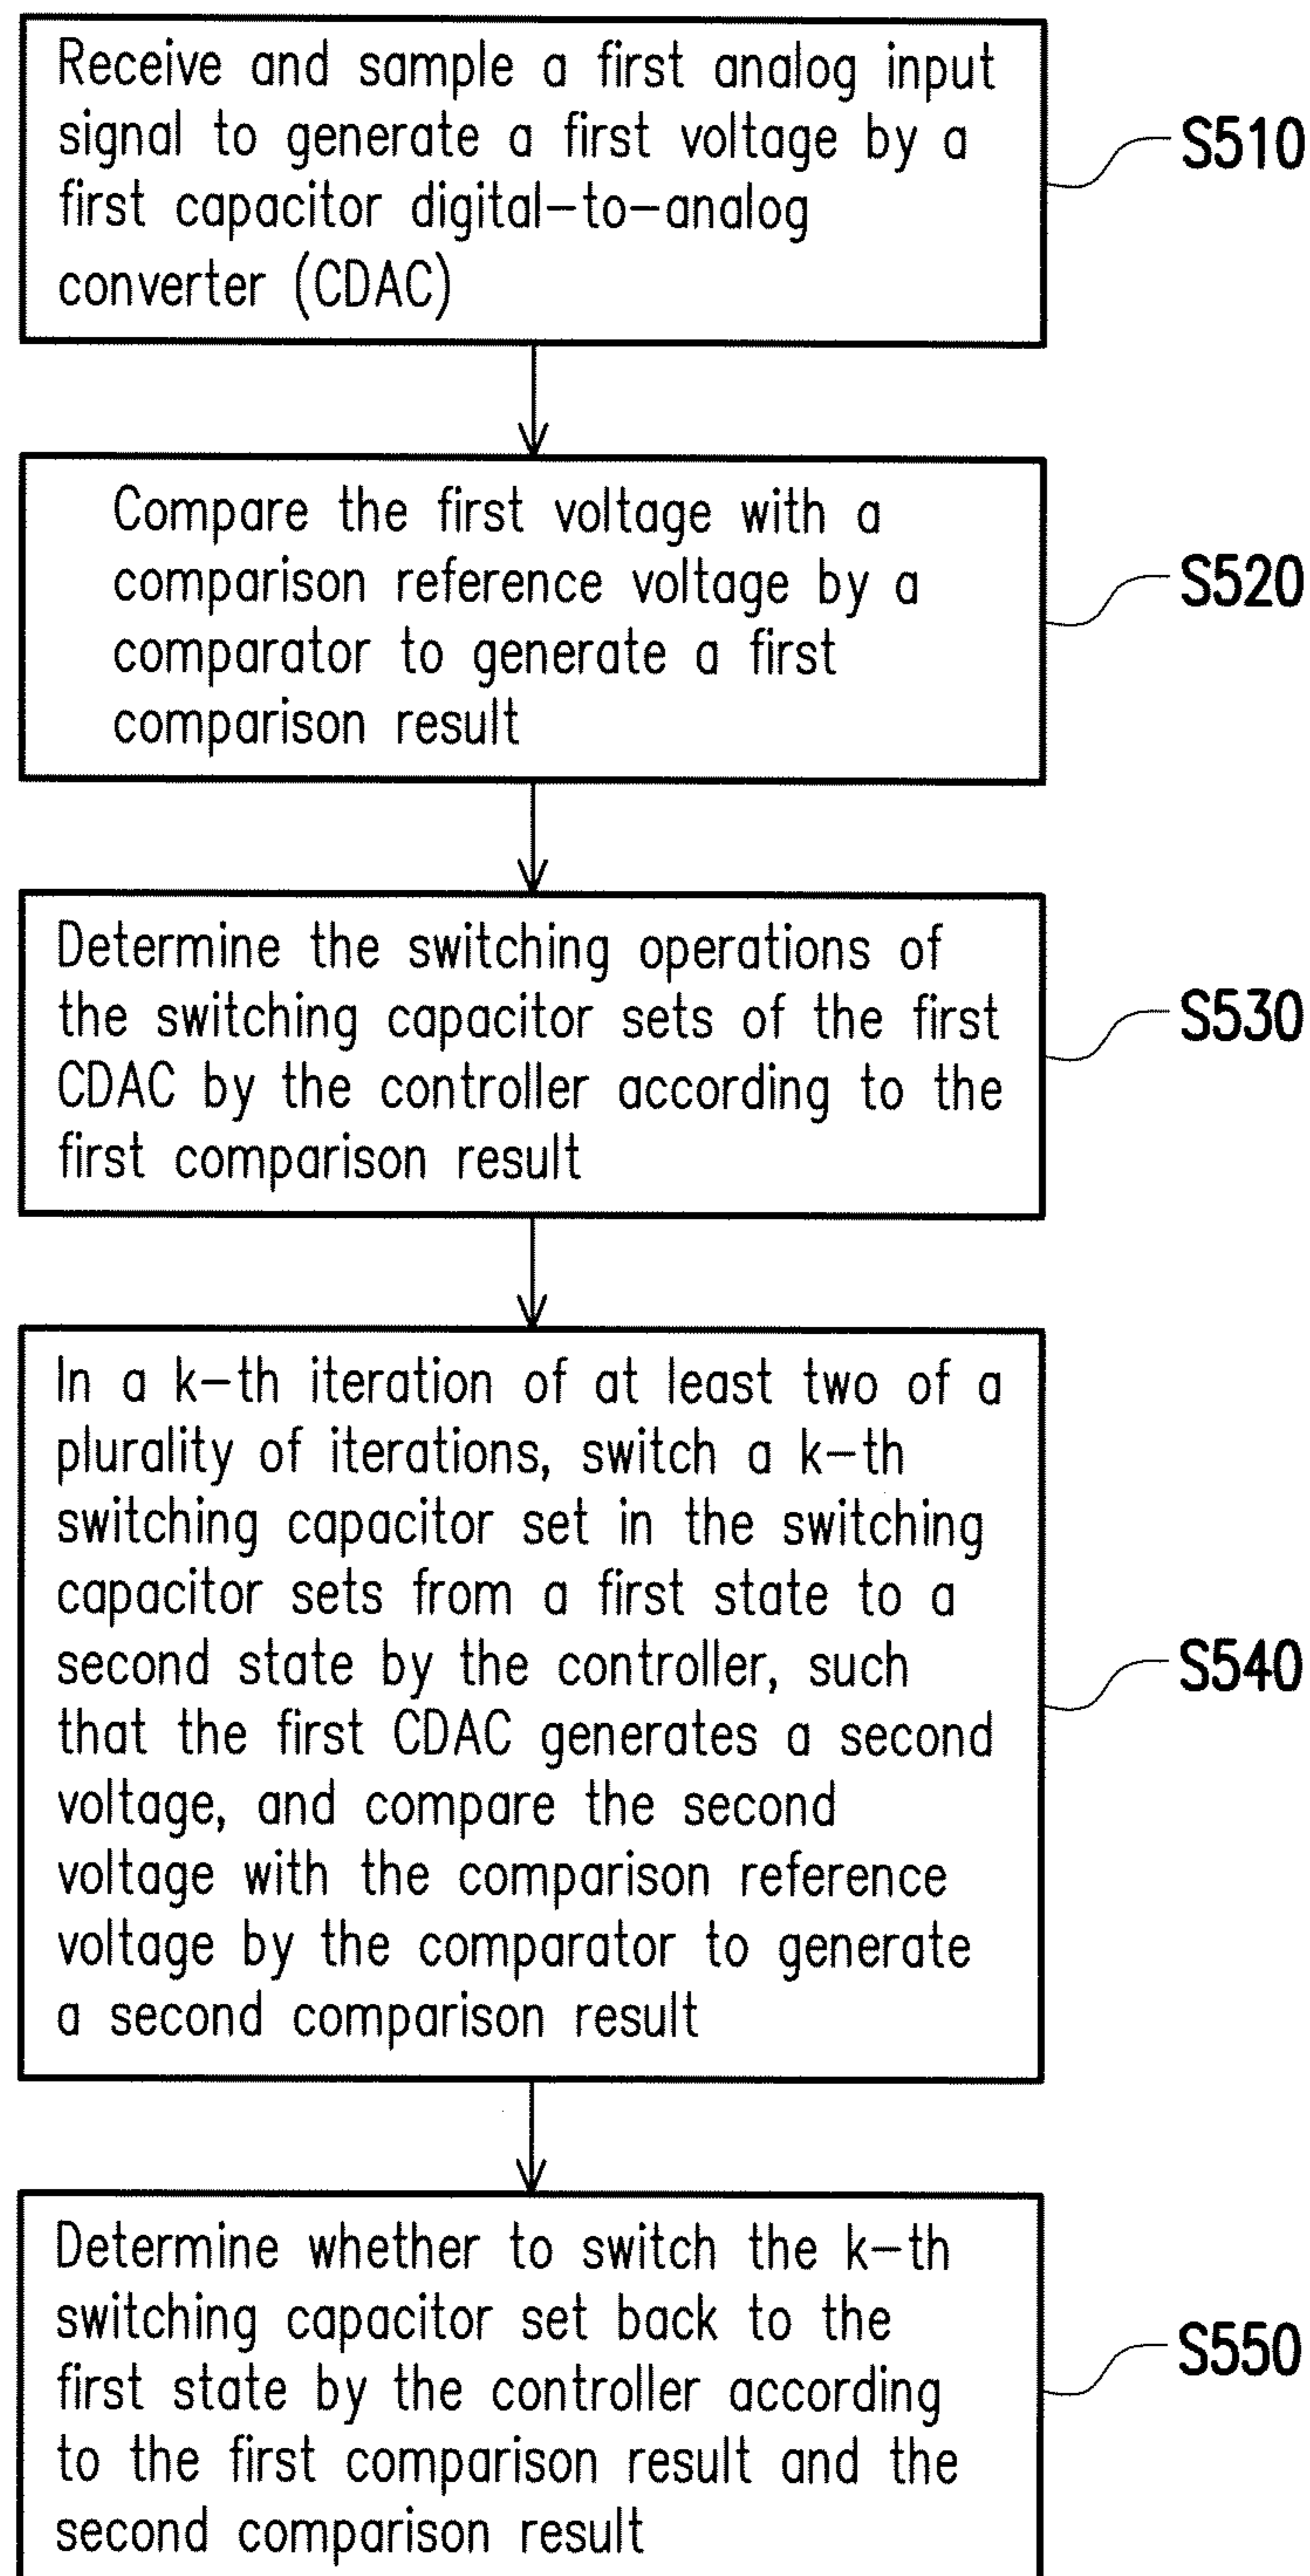 Receive and sample a first analog input
signal to generate a first voltage by a
first capacitor digital-to-analog
converter (CDAC)
S510
Compare the first voltage with a
comparison reference voltage by a
comparator to generate a first
comparison result
S520
Determine the switching operations of
the switching capacitor sets of the first
CDAC by the controller according to the
first comparison result
S530
In a k-th iteration of at least two of a
plurality of iterations, switch a k-th
switching capacitor set in the switching
capacitor sets from a first state to a
second state by the controller, such
that the first CDAC generates a second
voltage, and compare the second
voltage with the comparison reference
voltage by the comparator to generate
a second comparison result
S540
Determine whether to switch the k-th
switching capacitor set back to the
first state by the controller according
to the first comparison result and the
second comparison result
S550